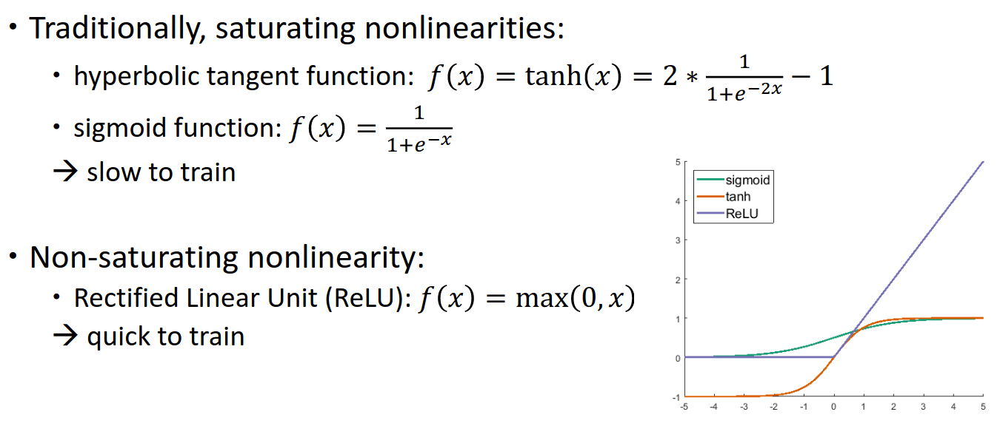 • Traditionally, saturating nonlinearities:
• hyperbolic tangent function: f(x) = tanh(x) = 2 * 1/(1+e^−2x) − 1
• sigmoid function: f(x) = 1/(1+e^−x)
→ slow to train
• Non-saturating nonlinearity:
• Rectified Linear Unit (ReLU): f(x) = max(0, x)
→ quick to train
sigmoid
tanh
ReLU
5
4
3
2
1
0
-1
-5 -4 -3 -2 -1 0 1 2 3 4 5